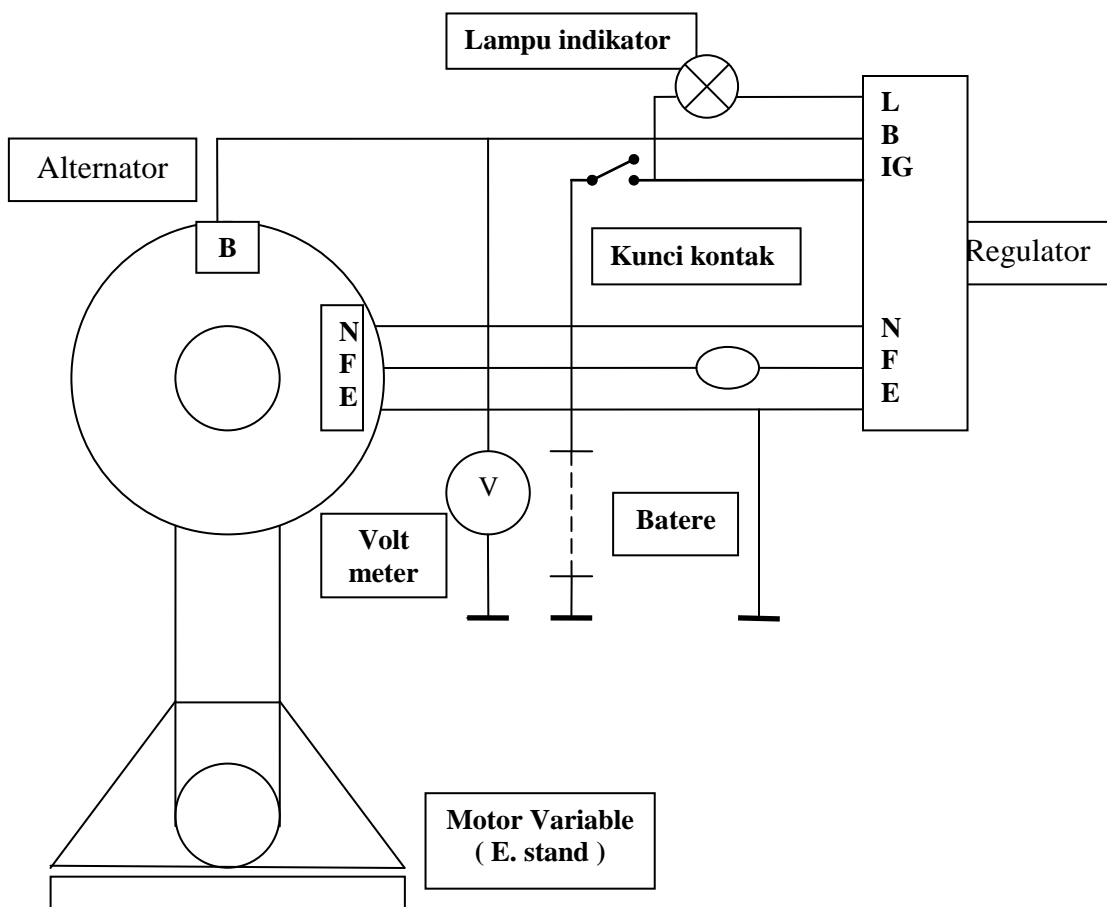 Lampu indikator
L
B
IG
Alternator
B
Kunci kontak
Regulator
N
F
E
N
F
E
V
Volt
meter
Batere
Motor Variable
( E. stand )